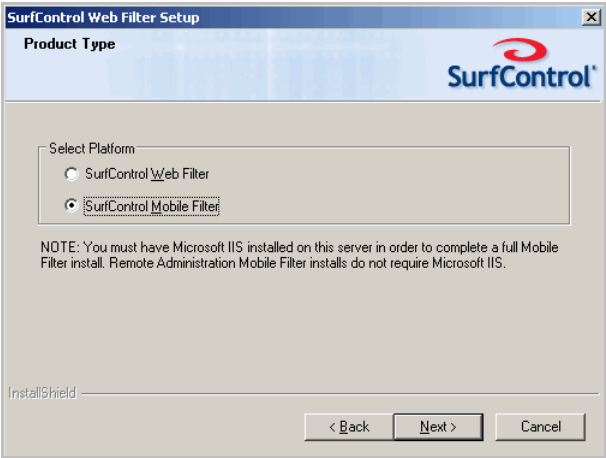 SurfControl Web Filter Setup
Product Type
SurfControl
Select Platform
SurfControl Web Filter
SurfControl Mobile Filter
NOTE: You must have Microsoft IIS installed on this server in order to complete a full Mobile
Filter install. Remote Administration Mobile Filter installs do not require Microsoft IIS.
InstallShield
< Back
Next >
Cancel